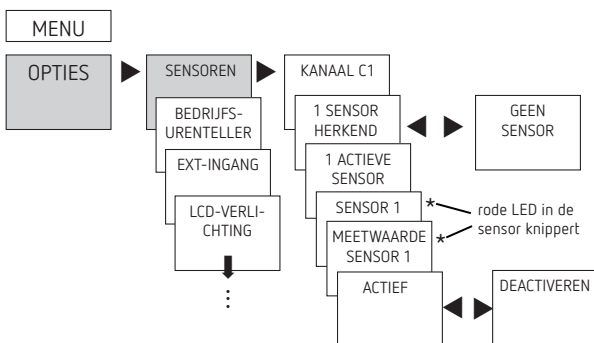 MENU
OPTIES
SENSOREN
BEDRIJFS-
URENTELLER
EXT-INGANG
LCD-VERLI-
CHTING
KANAAL C1
1 SENSOR
HERKEND
GEEN
SENSOR
1 ACTIEVE
SENSOR
SENSOR 1 *
MEETWAARDE *
SENSOR 1
rode LED in de
sensor knippert
ACTIEF
DEACTIVEREN